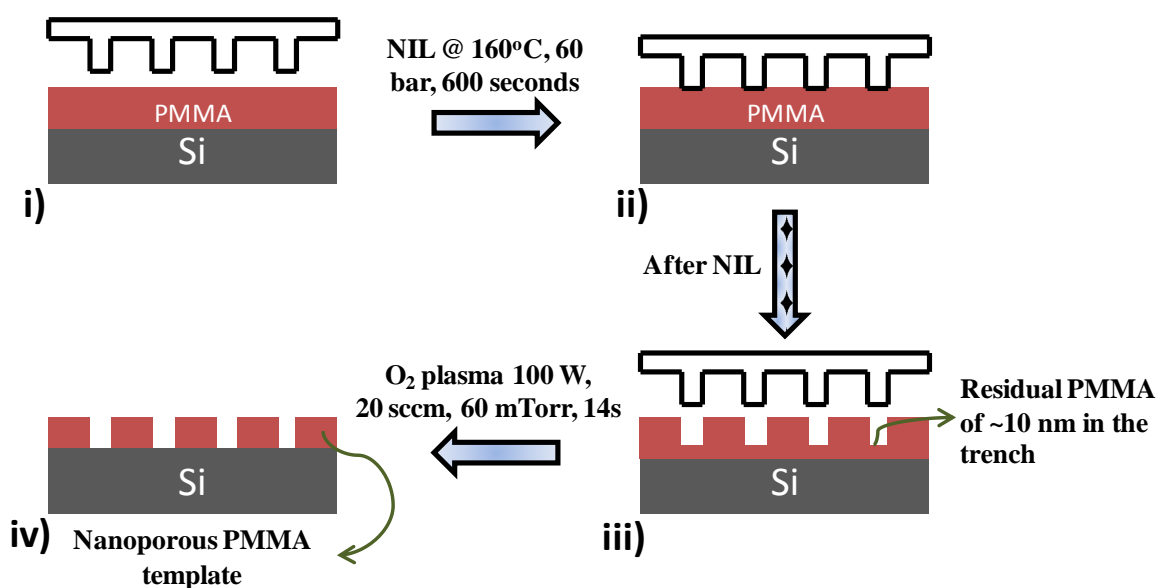 PMMA
Si
i)
NIL @ 160oC, 60
bar, 600 seconds
PMMA
Si
ii)
After NIL
O2 plasma 100 W,
20 sccm, 60 mTorr, 14s
Residual PMMA
of ~10 nm in the
trench
Si
iii)
Si
iv)
Nanoporous PMMA
template